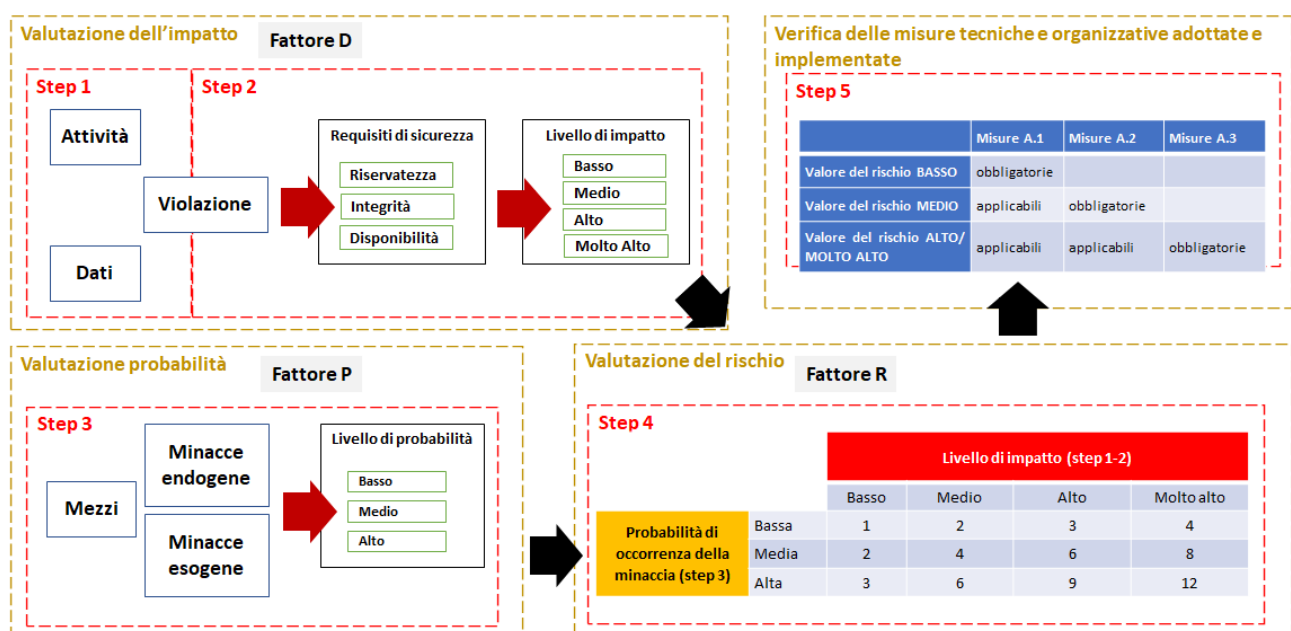 Valutazione dell'impatto
Fattore D
Step 1
Attività
Dati
Step 2
Violazione
Requisiti di sicurezza
Riservatezza
Integrità
Disponibilità
Livello di impatto
Basso
Medio
Alto
Molto Alto
Verifica delle misure tecniche e organizzative adottate e
implementate
Step 5
Misure A.1 Misure A.2 Misure A.3
Valore del rischio BASSO obbligatorie
Valore del rischio MEDIO applicabili obbligatorie
Valore del rischio ALTO/
MOLTO ALTO applicabili applicabili obbligatorie
Valutazione probabilità
Fattore P
Step 3
Mezzi
Minacce
endogene
Minacce
esogene
Livello di probabilità
Basso
Medio
Alto
Valutazione del rischio
Fattore R
Step 4
Livello di impatto (step 1-2)
Basso Medio Alto Molto alto
Probabilità di
occorrenza della
minaccia (step 3)
Bassa 1 2 3 4
Media 2 4 6 8
Alta 3 6 9 12